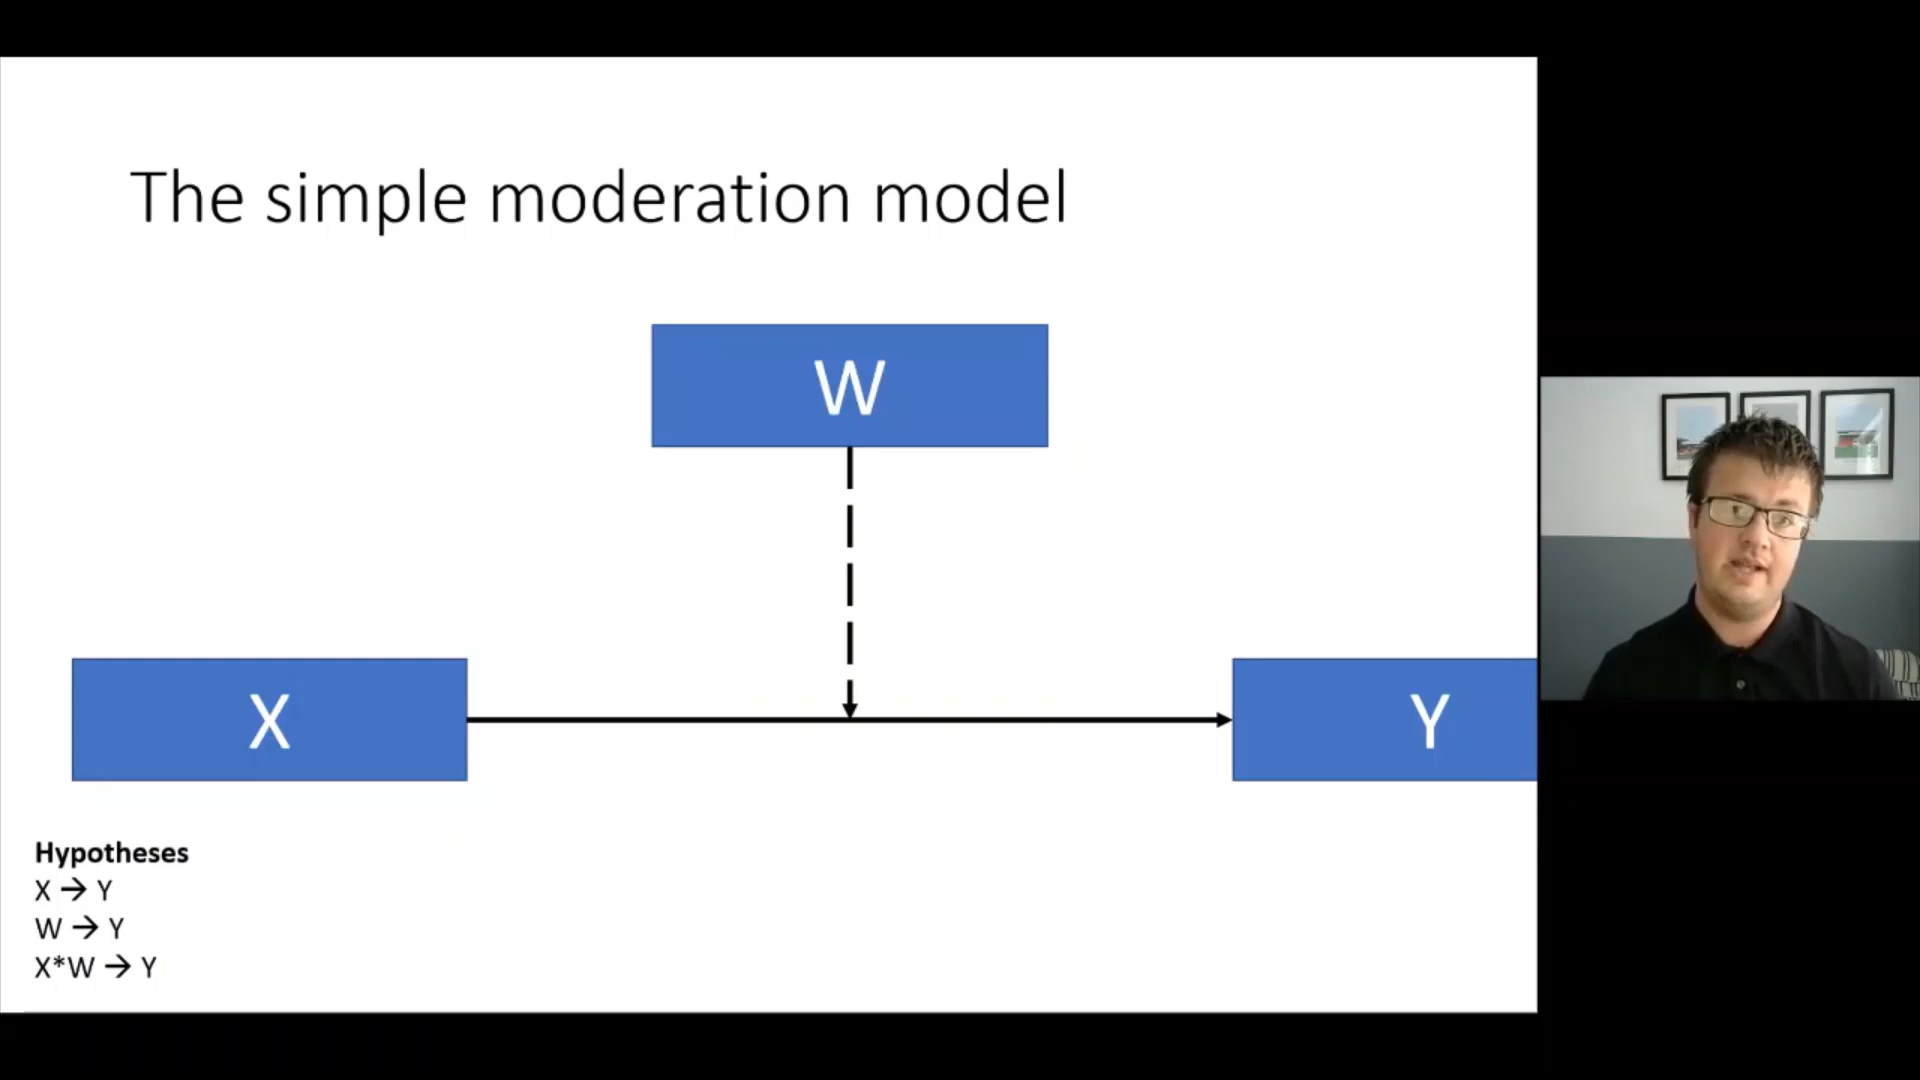 The simple moderation model
W
X
Y
Hypotheses
X → Y
W → Y
X*W → Y